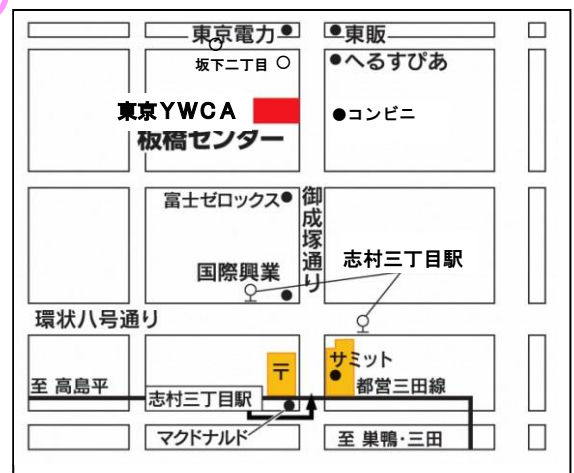 東京電力
東販
坂下二丁目
へるすぴあ
東京YWCA
板橋センター
コンビニ
富士ゼロックス
御成塚通り
国際興業
志村三丁目駅
環状八号通り
〒
サミット
至 高島平
志村三丁目駅
都営三田線
マクドナルド
至 巣鴨・三田